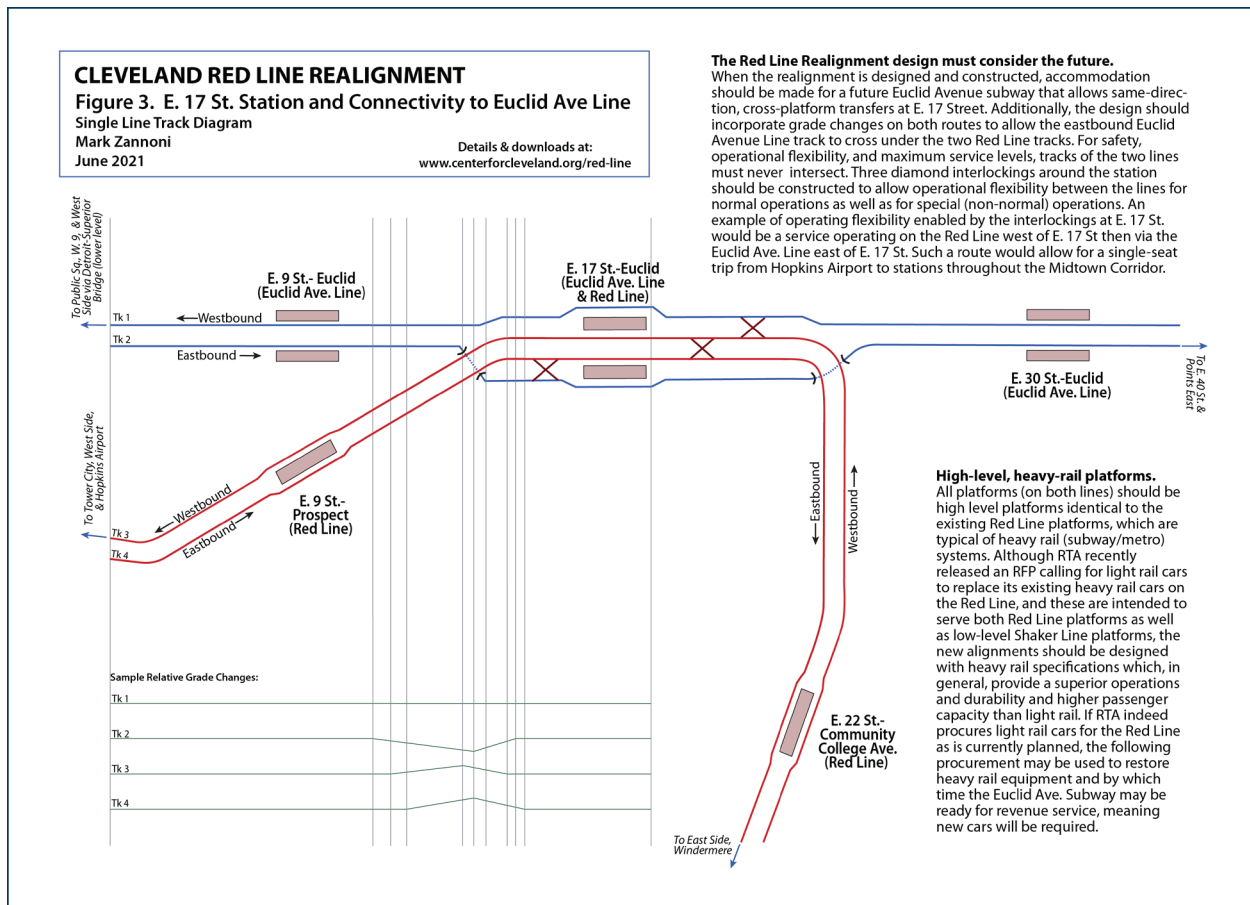 CLEVELAND RED LINE REALIGNMENT
Figure 3. E. 17 St. Station and Connectivity to Euclid Ave Line
Single Line Track Diagram
Mark Zannoni
June 2021
Details & downloads at:
www.centerforcleveland.org/red-line
The Red Line Realignment design must consider the future.
When the realignment is designed and constructed, accommodation
should be made for a future Euclid Avenue subway that allows same-direc-
tion, cross-platform transfers at E. 17 Street. Additionally, the design should
incorporate grade changes on both routes to allow the eastbound Euclid
Avenue Line track to cross under the two Red Line tracks. For safety,
operational flexibility, and maximum service levels, tracks of the two lines
must never intersect. Three diamond interlockings around the station
should be constructed to allow operational flexibility between the lines for
normal operations as well as for special (non-normal) operations. An
example of operating flexibility enabled by the interlockings at E. 17 St.
would be a service operating on the Red Line west of E. 17 St then via the
Euclid Ave. Line east of E. 17 St. Such a route would allow for a single-seat
trip from Hopkins Airport to stations throughout the Midtown Corridor.
To Public Sq., W. 9, & West
Side via Detroit-Superior
Bridge (lower level)
E. 9 St.- Euclid
(Euclid Ave. Line)
E. 17 St.-Euclid
(Euclid Ave. Line
& Red Line)
Tk 1
Westbound
Tk 2
Eastbound
E. 30 St.-Euclid
(Euclid Ave. Line)
To E. 40 St. &
Points East
To Tower City, West Side,
& Hopkins Airport
E. 9 St.-
Prospect
(Red Line)
Westbound
Eastbound
Tk 3
Tk 4
Eastbound
Westbound
High-level, heavy-rail platforms.
All platforms (on both lines) should be
high level platforms identical to the
existing Red Line platforms, which are
typical of heavy rail (subway/metro)
systems. Although RTA recently
released an RFP calling for light rail cars
to replace its existing heavy rail cars on
the Red Line, and these are intended to
serve both Red Line platforms as well
as low-level Shaker Line platforms, the
new alignments should be designed
with heavy rail specifications which, in
general, provide a superior operations
and durability and higher passenger
capacity than light rail. If RTA indeed
procures light rail cars for the Red Line
as is currently planned, the following
procurement may be used to restore
heavy rail equipment and by which
time the Euclid Ave. Subway may be
ready for revenue service, meaning
new cars will be required.
Sample Relative Grade Changes:
Tk 1
Tk 2
Tk 3
Tk 4
E. 22 St.-
Community
College Ave.
(Red Line)
To East Side,
Windermere